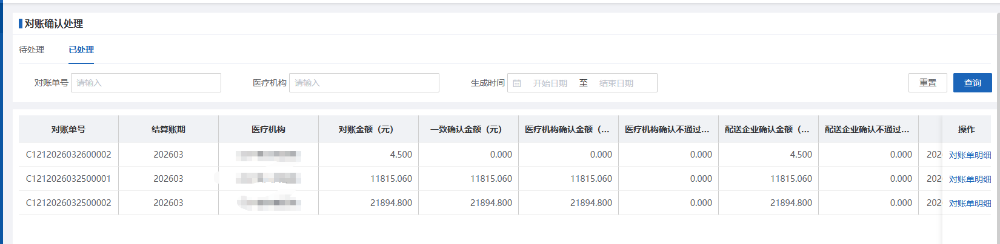 对账确认处理
待处理 已处理
对账单号 请输入 医疗机构 请输入 生成时间 开始日期 至 结束日期 重置 查询
对账单号 结算账期 医疗机构 对账金额（元） 一致确认金额（元） 医疗机构确认金额（... 医疗机构确认不通过... 配送企业确认金额（... 配送企业确认不通过... 操作
C1212026032600002 202603 4.500 0.000 0.000 0.000 4.500 0.000 202 对账单明细
C1212026032500001 202603 11815.060 11815.060 11815.060 0.000 11815.060 0.000 202 对账单明细
C1212026032500002 202603 21894.800 21894.800 21894.800 0.000 21894.800 0.000 202 对账单明细